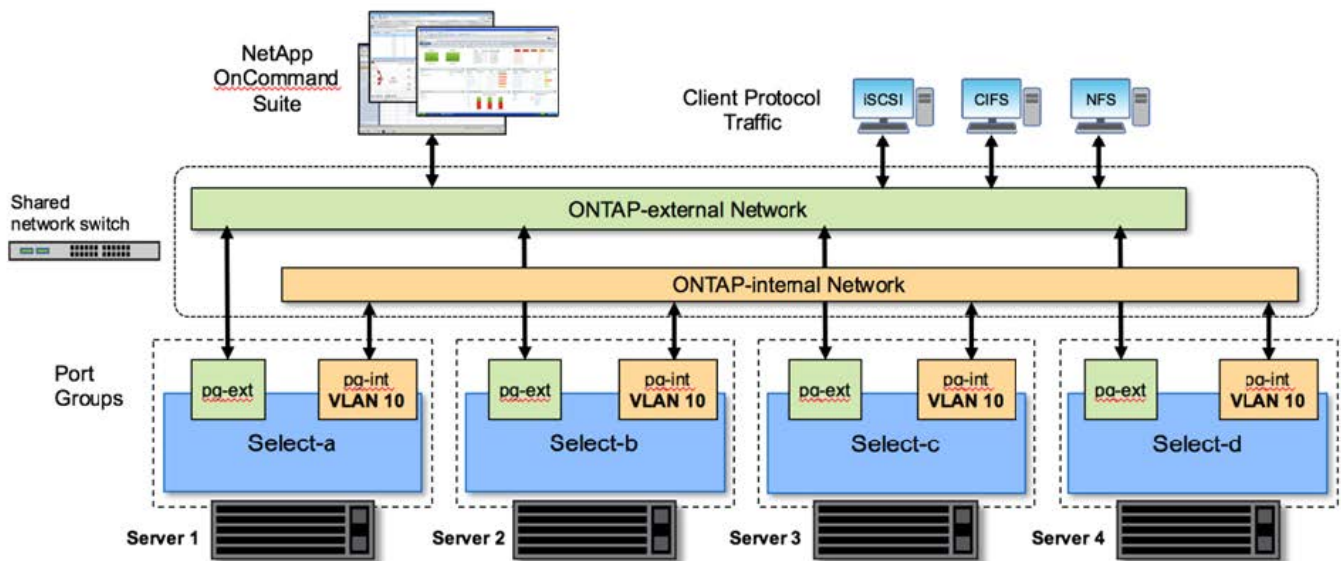 NetApp
OnCommand
Suite
Client Protocol
Traffic
iSCSI
CIFS
NFS
Shared
network switch
ONTAP-external Network
ONTAP-internal Network
Port
Groups
pg-ext
pg-int
VLAN 10
Select-a
pg-ext
pg-int
VLAN 10
Select-b
pg-ext
pg-int
VLAN 10
Select-c
pg-ext
pg-int
VLAN 10
Select-d
Server 1
Server 2
Server 3
Server 4